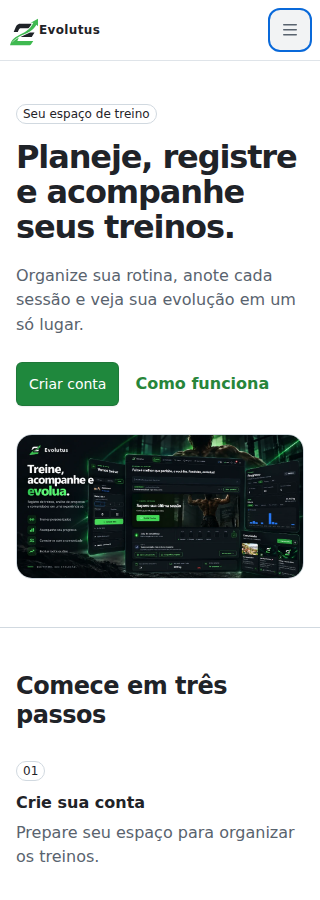 Evolutus
Seu espaço de treino
Planeje, registre
e acompanhe
seus treinos.
Organize sua rotina, anote cada
sessão e veja sua evolução em um
só lugar.
Criar conta
Como funciona
Evolutus
Treine,
acompanhe e
evolua.
Comece em três
passos
01
Crie sua conta
Prepare seu espaço para organizar
os treinos.